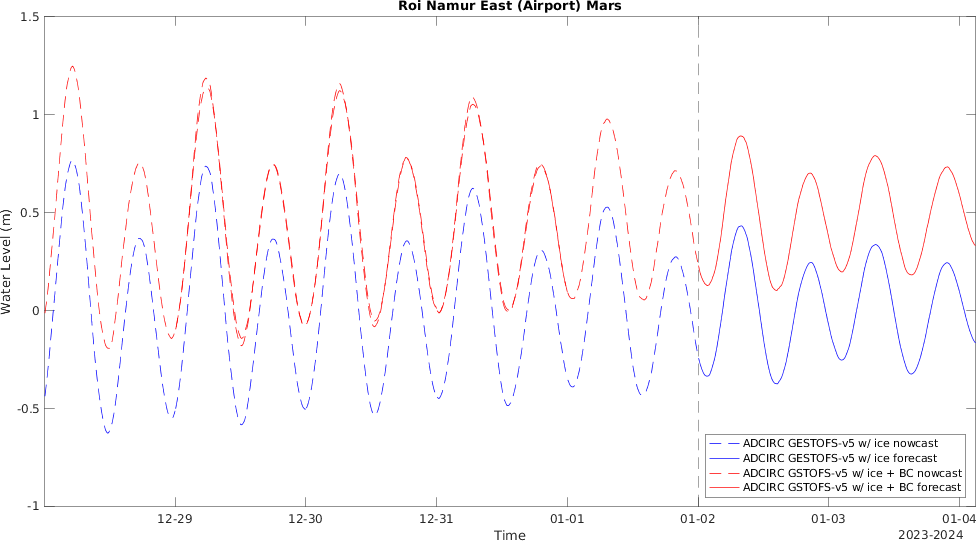 Roi Namur East (Airport) Mars
1.5
1
0.5
0
-0.5
-1
Water Level (m)
12-29
12-30
12-31
01-01
01-02
01-03
01-04
Time
2023-2024
ADCIRC GESTOFS-v5 w/ ice nowcast
ADCIRC GESTOFS-v5 w/ ice forecast
ADCIRC GSTOFS-v5 w/ ice + BC nowcast
ADCIRC GSTOFS-v5 w/ ice + BC forecast